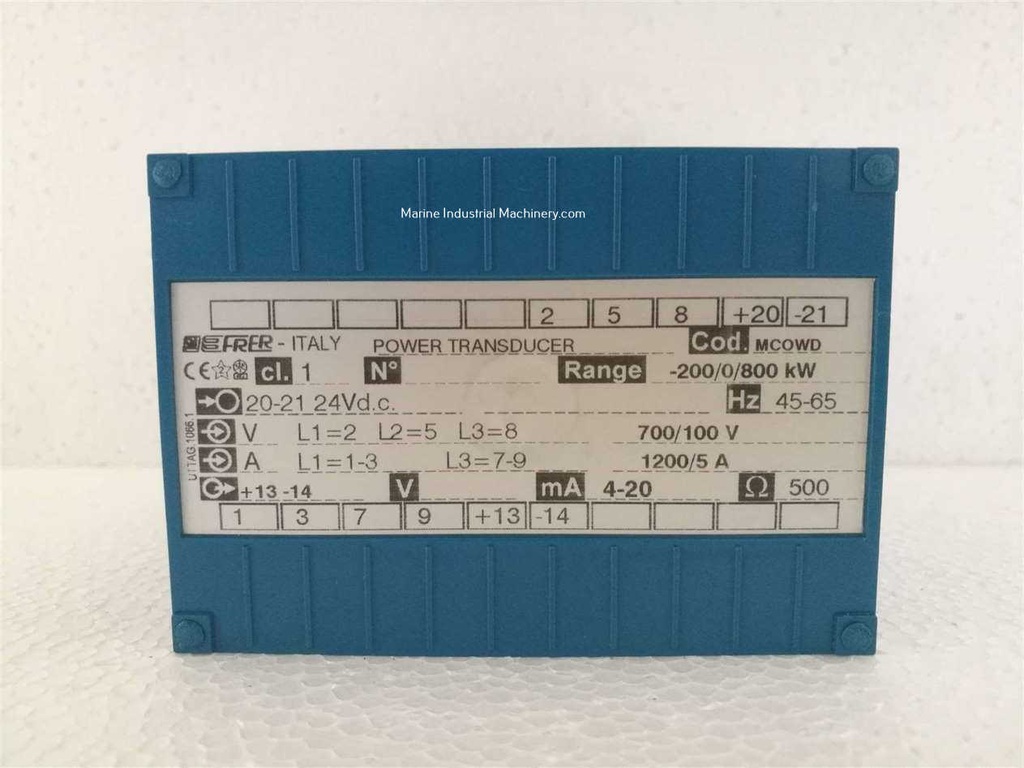 Marine Industrial Machinery.com
2 5 8 +20 -21
FRER - ITALY POWER TRANSDUCER Cod. MCOWD
CE cl. 1 N° Range -200/0/800 kW
20-21 24Vd.c. Hz 45-65
V L1=2 L2=5 L3=8 700/100 V
A L1=1-3 L3=7-9 1200/5 A
+13 -14 V mA 4-20 Ω 500
1 3 7 9 +13 -14